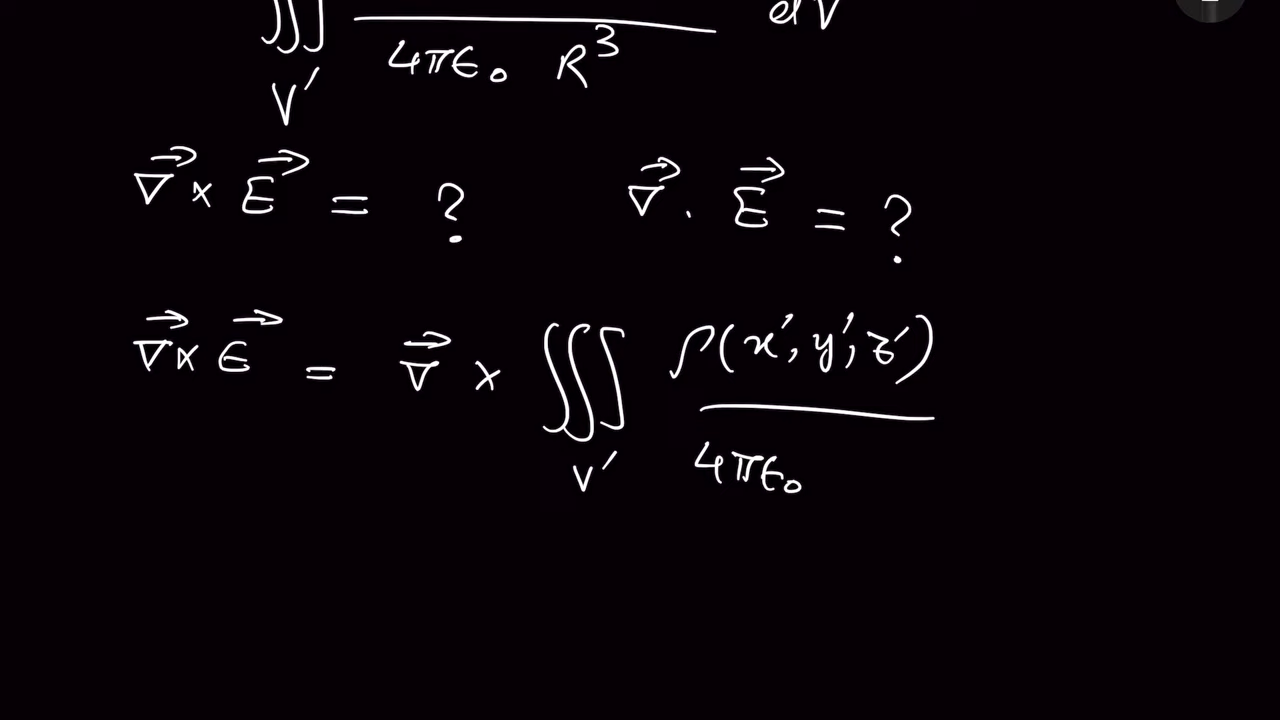 ∭ dV
V′ 4πϵ₀ R³
∇⃗ × E⃗ = ? ∇⃗ . E⃗ = ?
∇⃗ × E⃗ = ∇⃗ × ∭ ρ(x′, y′, z′)
V′ 4πϵ₀